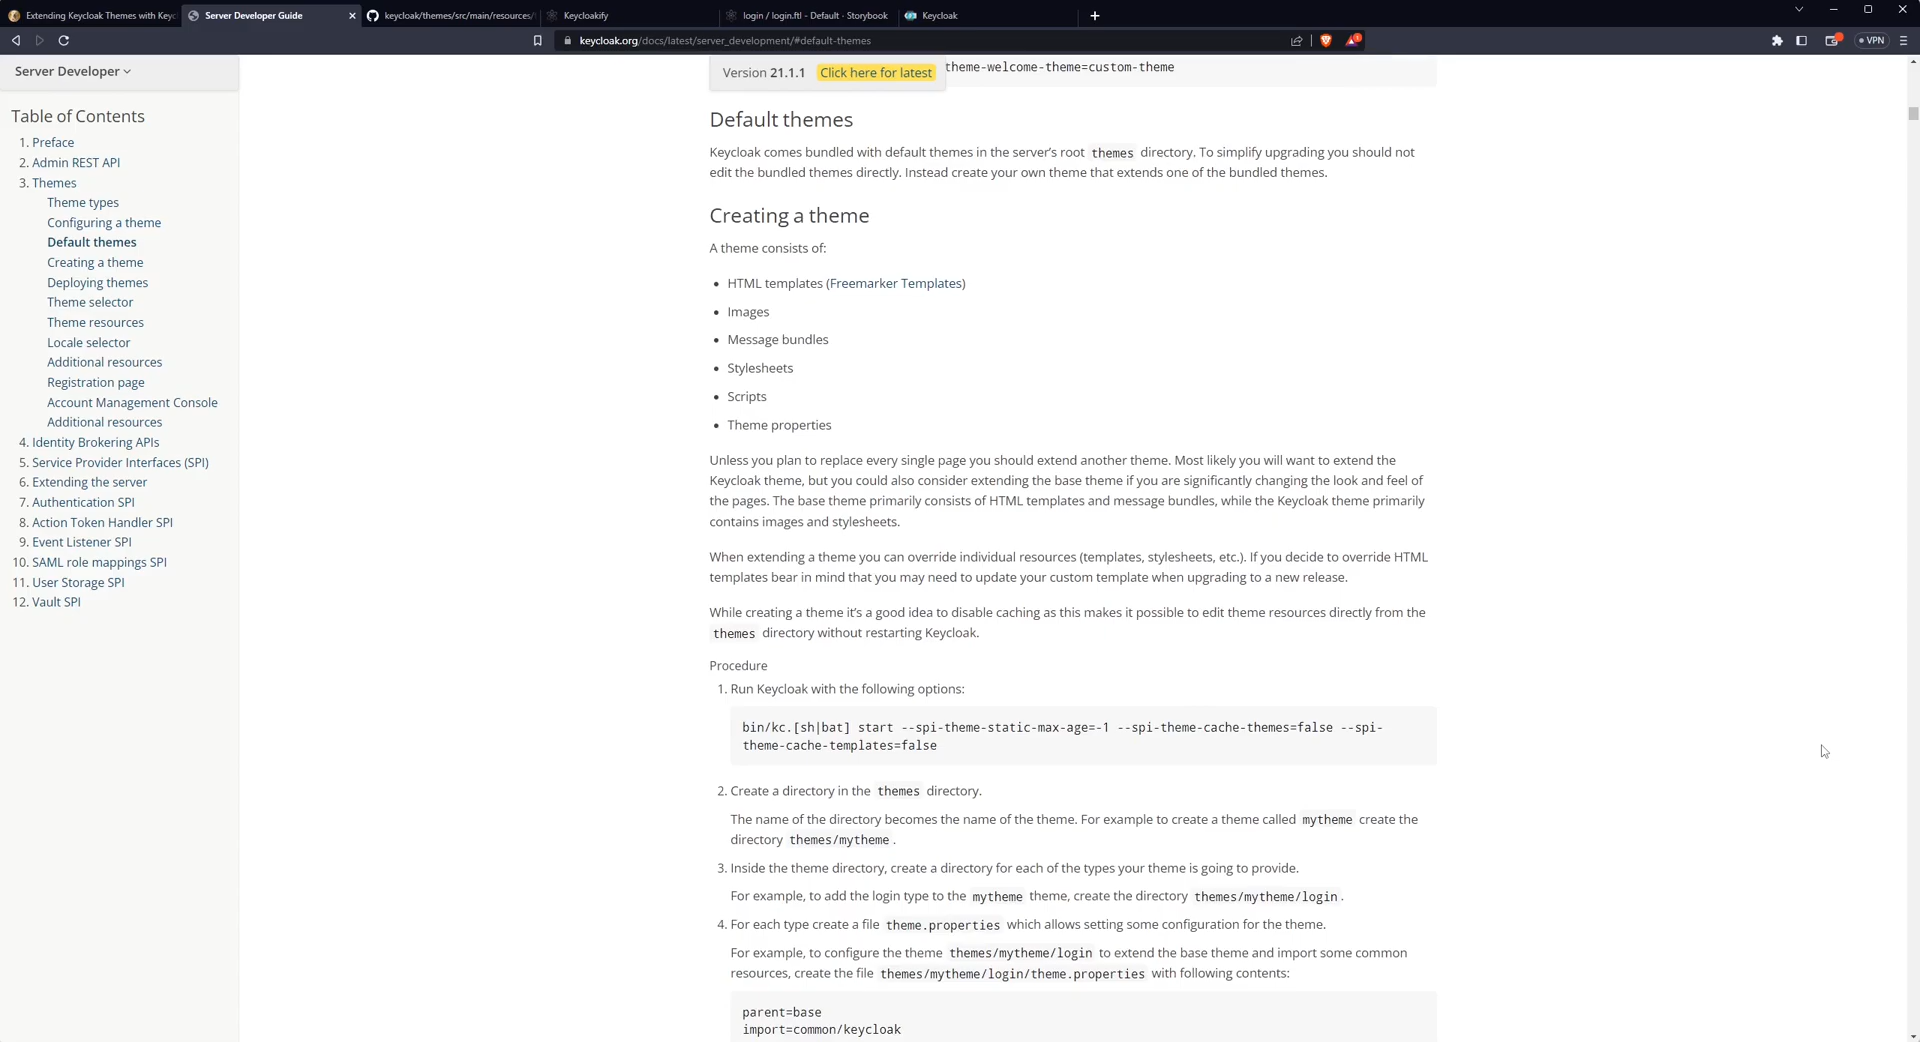 Extending Keycloak Themes with Keyc
Server Developer Guide
keycloak/themes/src/main/resources/
Keycloakify
login / login.ftl - Default · Storybook
Keycloak
keycloak.org/docs/latest/server_development/#default-themes
1
VPN
Server Developer
Version 21.1.1 Click here for latest
theme-welcome-theme=custom-theme
Table of Contents
1. Preface
2. Admin REST API
3. Themes
Theme types
Configuring a theme
Default themes
Creating a theme
Deploying themes
Theme selector
Theme resources
Locale selector
Additional resources
Registration page
Account Management Console
Additional resources
4. Identity Brokering APIs
5. Service Provider Interfaces (SPI)
6. Extending the server
7. Authentication SPI
8. Action Token Handler SPI
9. Event Listener SPI
10. SAML role mappings SPI
11. User Storage SPI
12. Vault SPI
Default themes
Keycloak comes bundled with default themes in the server’s root themes directory. To simplify upgrading you should not
edit the bundled themes directly. Instead create your own theme that extends one of the bundled themes.
Creating a theme
A theme consists of:
• HTML templates (Freemarker Templates)
• Images
• Message bundles
• Stylesheets
• Scripts
• Theme properties
Unless you plan to replace every single page you should extend another theme. Most likely you will want to extend the
Keycloak theme, but you could also consider extending the base theme if you are significantly changing the look and feel of
the pages. The base theme primarily consists of HTML templates and message bundles, while the Keycloak theme primarily
contains images and stylesheets.
When extending a theme you can override individual resources (templates, stylesheets, etc.). If you decide to override HTML
templates bear in mind that you may need to update your custom template when upgrading to a new release.
While creating a theme it’s a good idea to disable caching as this makes it possible to edit theme resources directly from the
themes directory without restarting Keycloak.
Procedure
1. Run Keycloak with the following options:
bin/kc.[sh|bat] start --spi-theme-static-max-age=-1 --spi-theme-cache-themes=false --spi-
theme-cache-templates=false
2. Create a directory in the themes directory.
The name of the directory becomes the name of the theme. For example to create a theme called mytheme create the
directory themes/mytheme.
3. Inside the theme directory, create a directory for each of the types your theme is going to provide.
For example, to add the login type to the mytheme theme, create the directory themes/mytheme/login.
4. For each type create a file theme.properties which allows setting some configuration for the theme.
For example, to configure the theme themes/mytheme/login to extend the base theme and import some common
resources, create the file themes/mytheme/login/theme.properties with following contents:
parent=base
import=common/keycloak